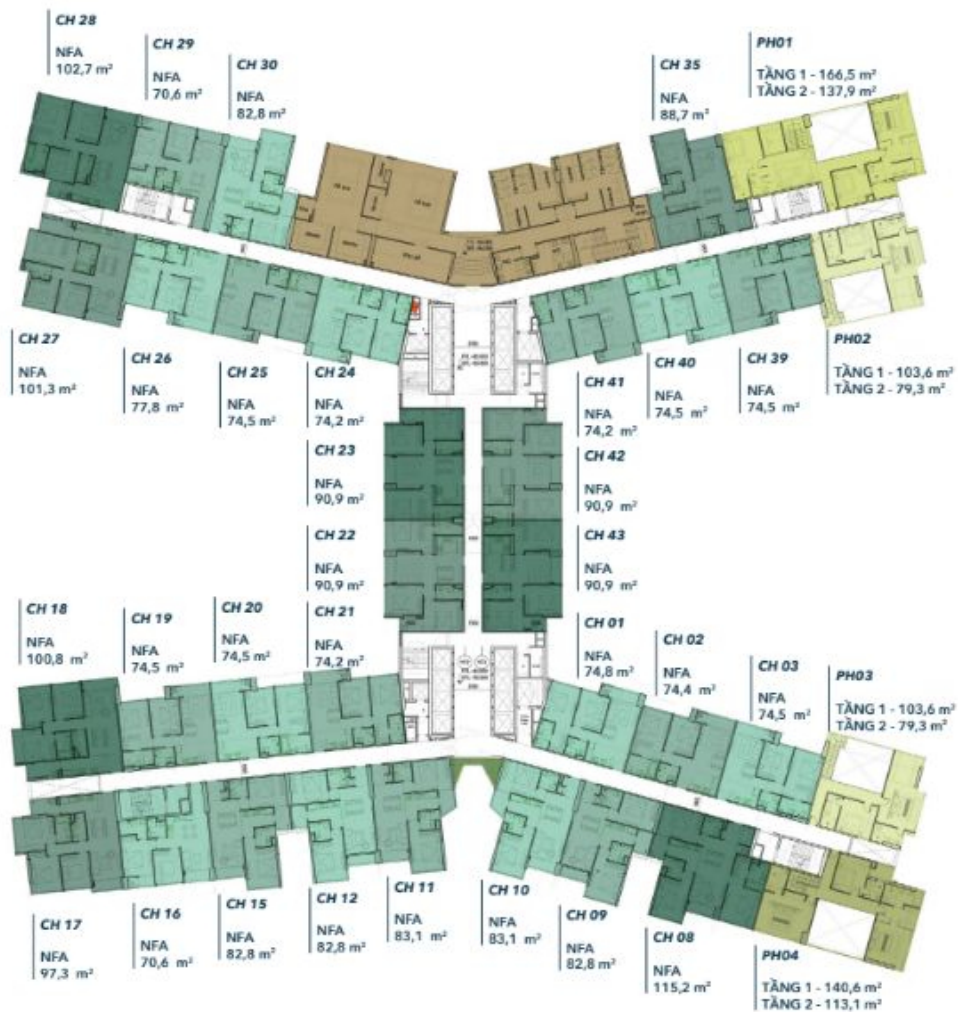 CH 28
NFA
102,7 m²
CH 29
NFA
70,6 m²
CH 30
NFA
82,8 m²
CH 35
NFA
88,7 m²
PH01
TẦNG 1 - 166,5 m²
TẦNG 2 - 137,9 m²
CH 27
NFA
101,3 m²
CH 26
NFA
77,8 m²
CH 25
NFA
74,5 m²
CH 24
NFA
74,2 m²
CH 41
NFA
74,2 m²
CH 40
NFA
74,5 m²
CH 39
NFA
74,5 m²
PH02
TẦNG 1 - 103,6 m²
TẦNG 2 - 79,3 m²
CH 23
NFA
90,9 m²
CH 42
NFA
90,9 m²
CH 22
NFA
90,9 m²
CH 43
NFA
90,9 m²
CH 18
NFA
100,8 m²
CH 19
NFA
74,5 m²
CH 20
NFA
74,5 m²
CH 21
NFA
74,2 m²
CH 01
NFA
74,8 m²
CH 02
NFA
74,4 m²
CH 03
NFA
74,5 m²
PH03
TẦNG 1 - 103,6 m²
TẦNG 2 - 79,3 m²
CH 17
NFA
97,3 m²
CH 16
NFA
70,6 m²
CH 15
NFA
82,8 m²
CH 12
NFA
82,8 m²
CH 11
NFA
83,1 m²
CH 10
NFA
83,1 m²
CH 09
NFA
82,8 m²
CH 08
NFA
115,2 m²
PH04
TẦNG 1 - 140,6 m²
TẦNG 2 - 113,1 m²